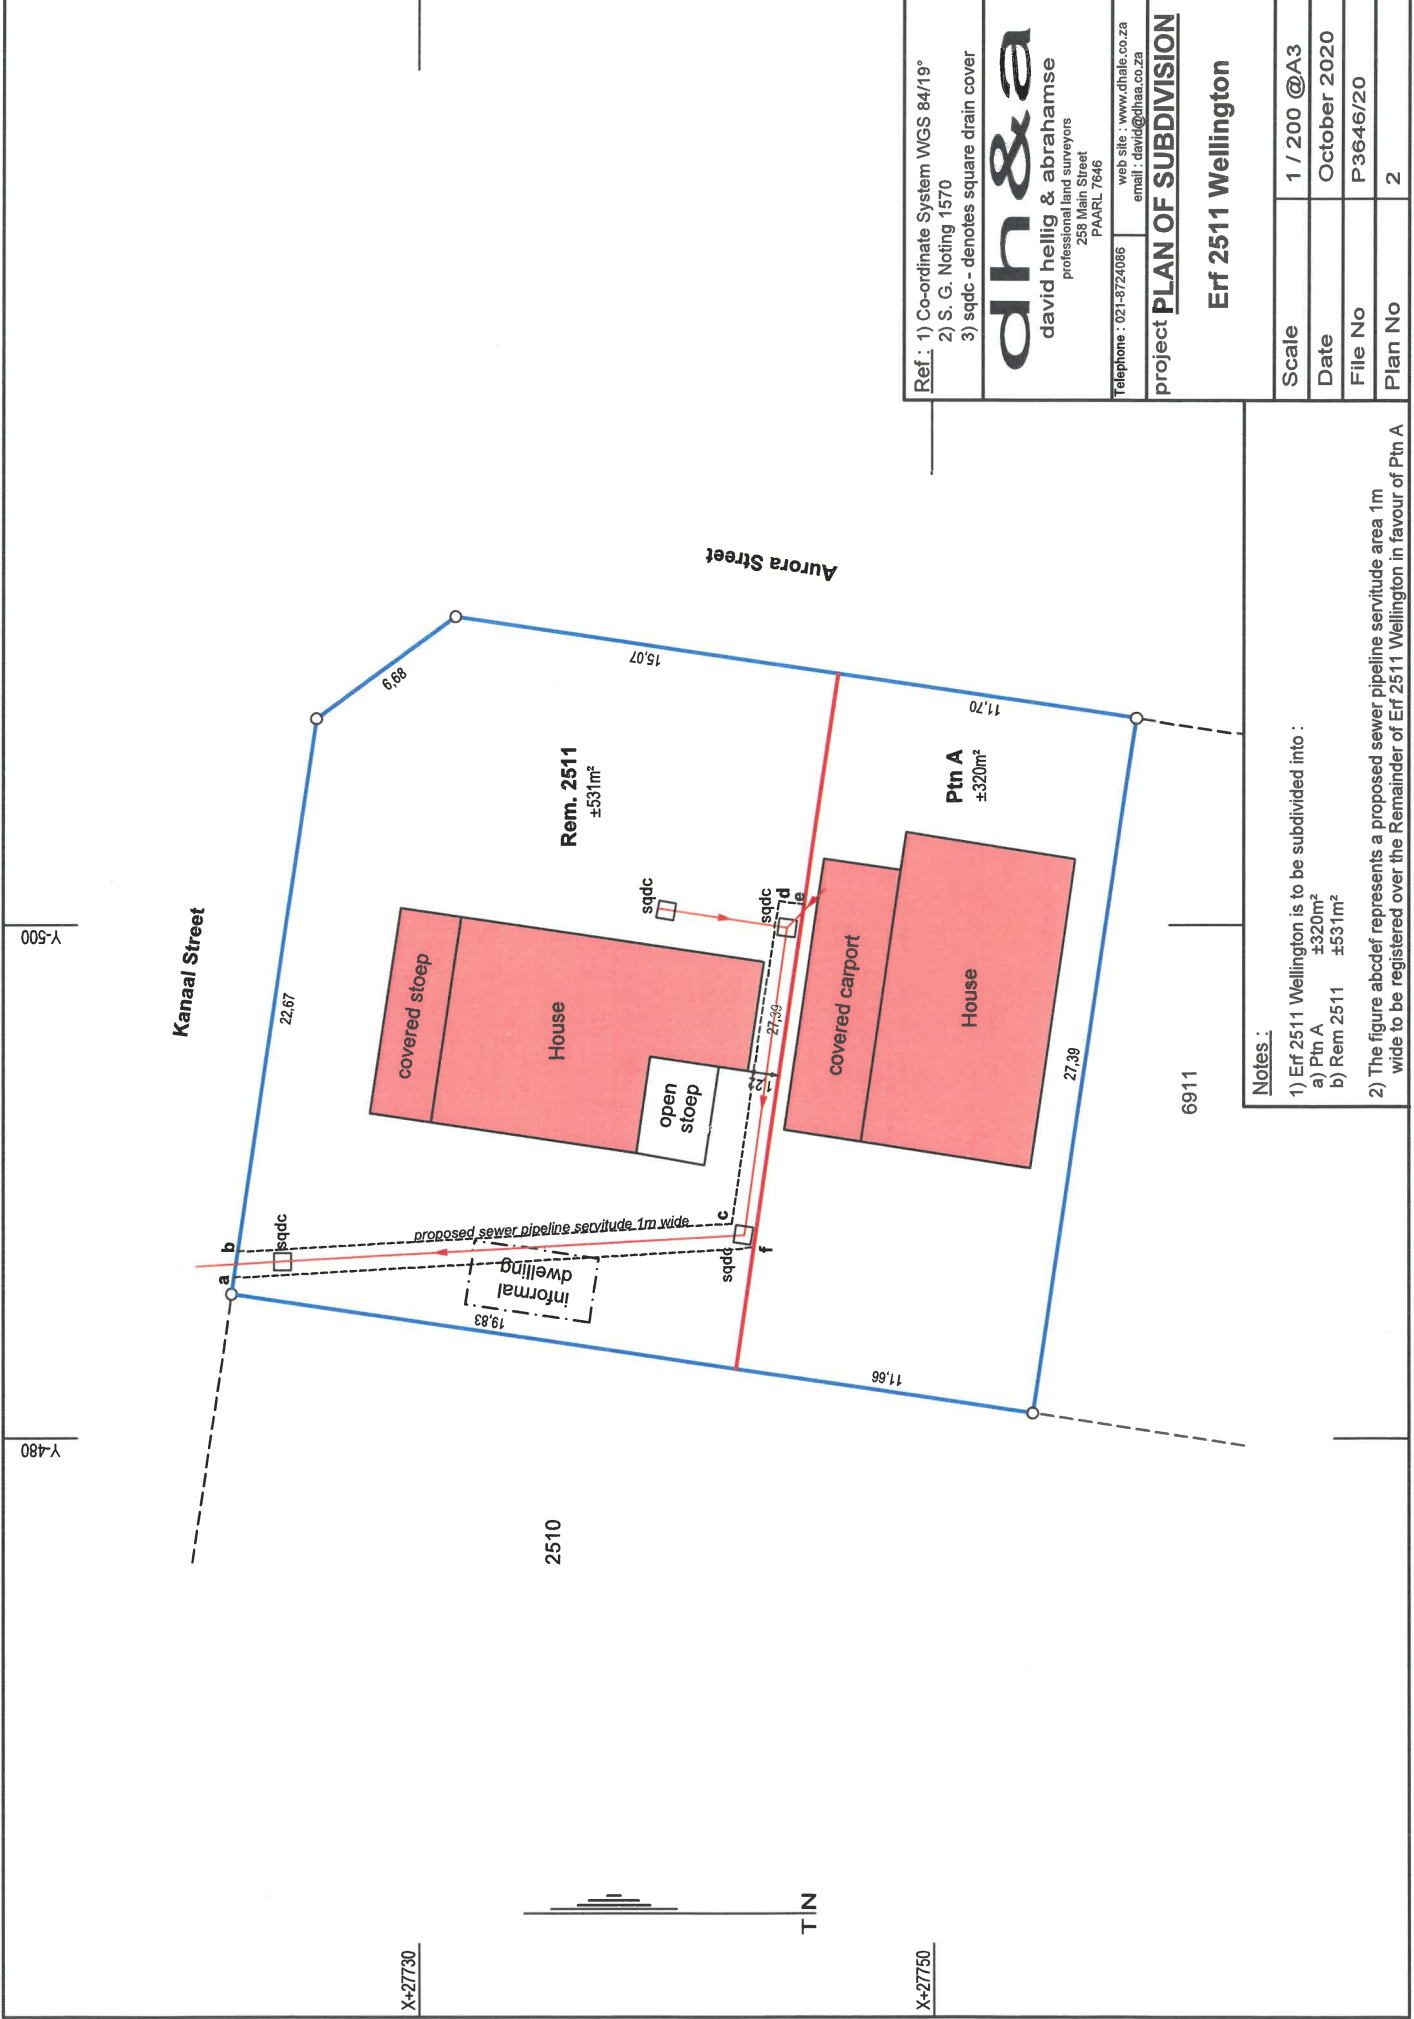 Y-480
Y-500
X+27730
X+27750
T N
Kanaal Street
Aurora Street
2510
6911
22,67
6,68
15,07
11,70
27,39
11,66
19,83
27,39
1,22
a
b
c
d
e
f
sqdc
sqdc
sqdc
sqdc
proposed sewer pipeline servitude 1m wide
informal
dwelling
covered stoep
House
open
stoep
Rem. 2511
±531m²
covered carport
House
Ptn A
±320m²
Notes :
1) Erf 2511 Wellington is to be subdivided into :
a) Ptn A ±320m²
b) Rem 2511 ±531m²
2) The figure abcdef represents a proposed sewer pipeline servitude area 1m
wide to be registered over the Remainder of Erf 2511 Wellington in favour of Ptn A
Ref : 1) Co-ordinate System WGS 84/19°
2) S. G. Noting 1570
3) sqdc - denotes square drain cover
dh&a
david hellig & abrahamse
professional land surveyors
258 Main Street
PAARL 7646
Telephone : 021-8724086
web site : www.dhale.co.za
email : david@dhaa.co.za
project PLAN OF SUBDIVISION
Erf 2511 Wellington
Scale 1 / 200 @A3
Date October 2020
File No P3646/20
Plan No 2